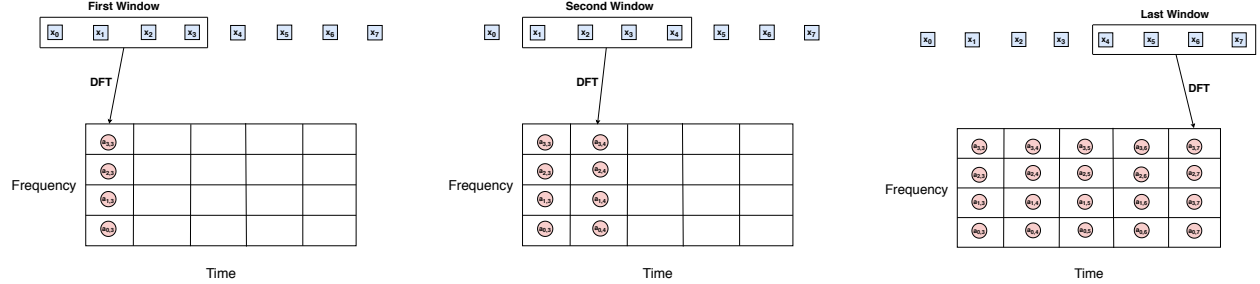 First Window
x0 x1 x2 x3 x4 x5 x6 x7
DFT
a3,3
a2,3
Frequency
a1,3
a0,3
Time
Second Window
x0 x1 x2 x3 x4 x5 x6 x7
DFT
a3,3 a3,4
a2,3 a2,4
Frequency
a1,3 a1,4
a0,3 a0,4
Time
Last Window
x0 x1 x2 x3 x4 x5 x6 x7
DFT
a3,3 a3,4 a3,5 a3,6 a3,7
a2,3 a2,4 a2,5 a2,6 a2,7
Frequency
a1,3 a1,4 a1,5 a1,6 a3,7
a0,3 a0,4 a0,5 a0,6 a0,7
Time